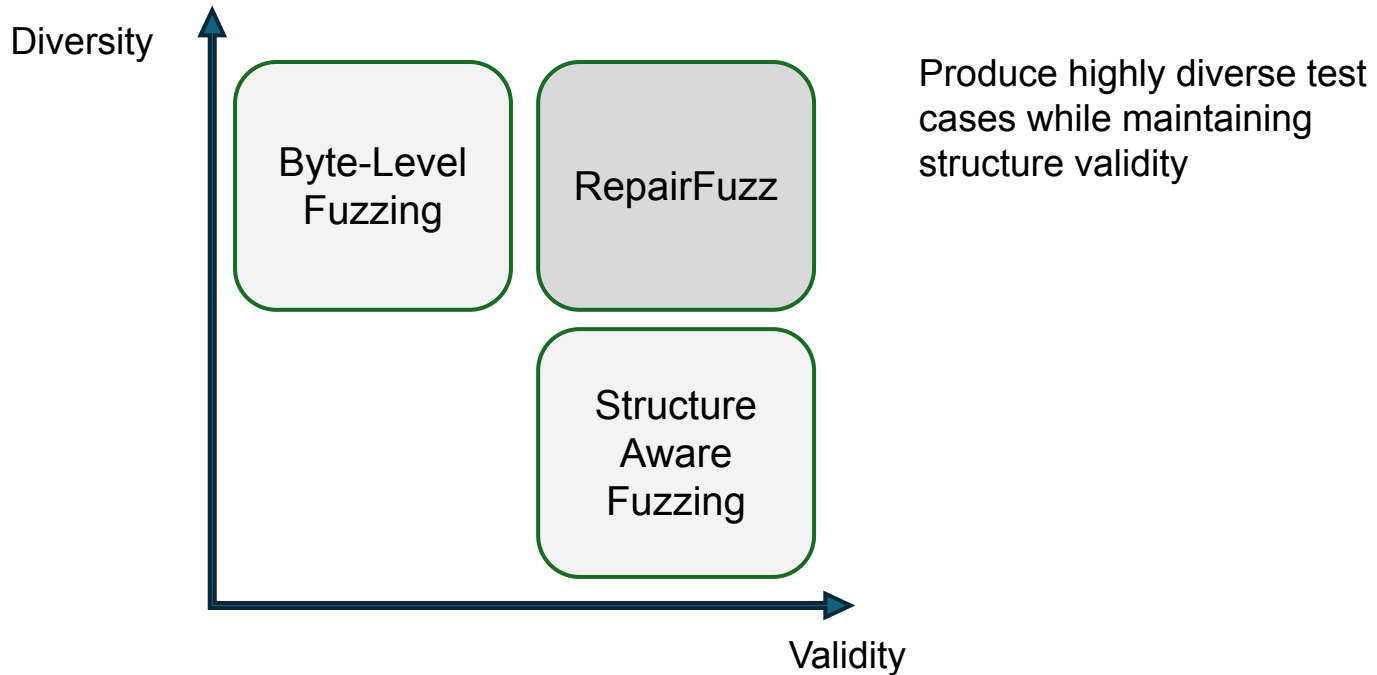 Diversity
Byte-Level
Fuzzing
RepairFuzz
Produce highly diverse test
cases while maintaining
structure validity
Structure
Aware
Fuzzing
Validity